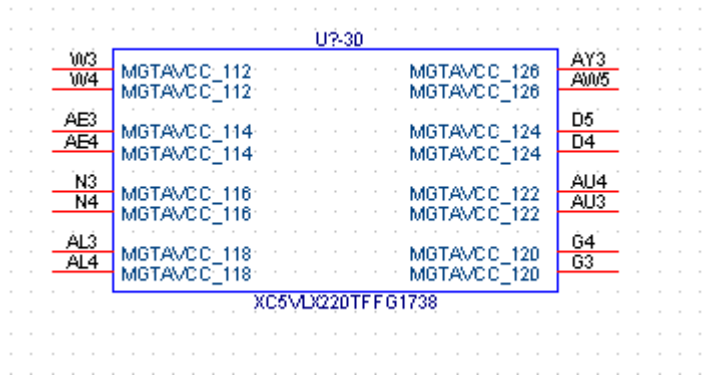 U?-30
W3 MGTAVCC_112 MGTAVCC_126 AY3
W4 MGTAVCC_112 MGTAVCC_126 AW5
AE3 MGTAVCC_114 MGTAVCC_124 D5
AE4 MGTAVCC_114 MGTAVCC_124 D4
N3 MGTAVCC_116 MGTAVCC_122 AU4
N4 MGTAVCC_116 MGTAVCC_122 AU3
AL3 MGTAVCC_118 MGTAVCC_120 G4
AL4 MGTAVCC_118 MGTAVCC_120 G3
XC5VLX220TFFG1738